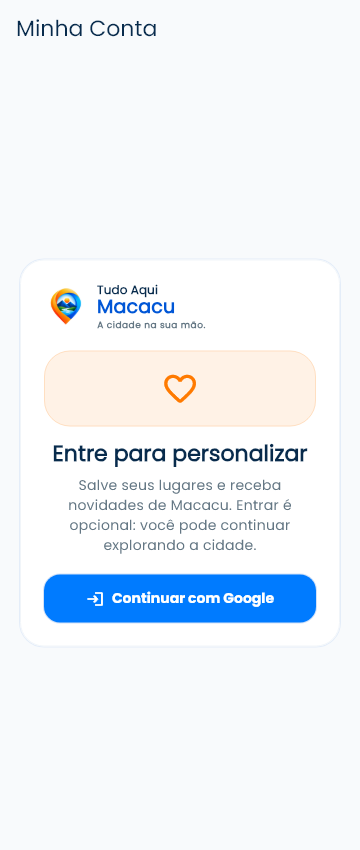 Minha Conta
Tudo Aqui
Macacu
A cidade na sua mão.
Entre para personalizar
Salve seus lugares e receba
novidades de Macacu. Entrar é
opcional: você pode continuar
explorando a cidade.
Continuar com Google